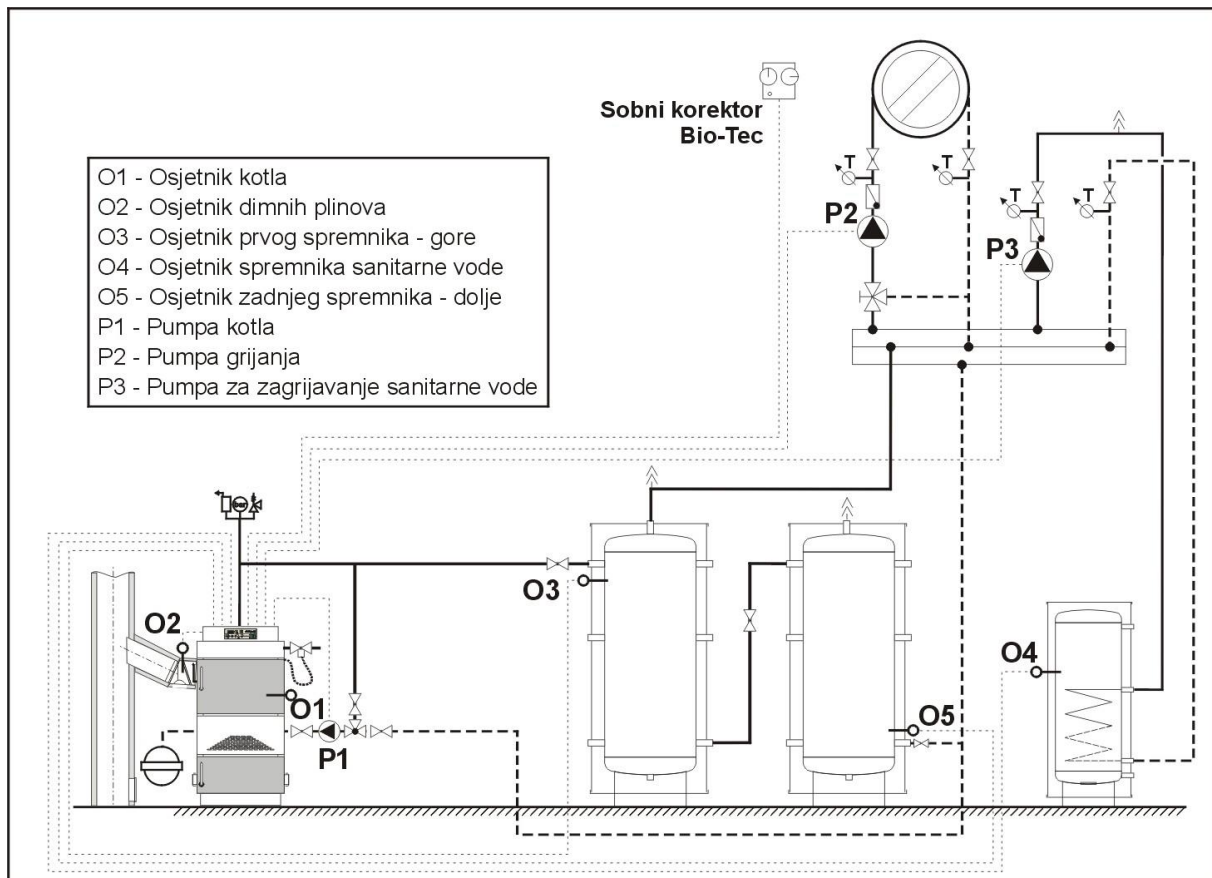 Sobni korektor
Bio-Tec
O1 - Osjetnik kotla
O2 - Osjetnik dimnih plinova
O3 - Osjetnik prvog spremnika - gore
O4 - Osjetnik spremnika sanitarne vode
O5 - Osjetnik zadnjeg spremnika - dolje
P1 - Pumpa kotla
P2 - Pumpa grijanja
P3 - Pumpa za zagrijavanje sanitarne vode
T
T
P2
T
T
P3
bar
O3
O2
O1
P1
O5
O4